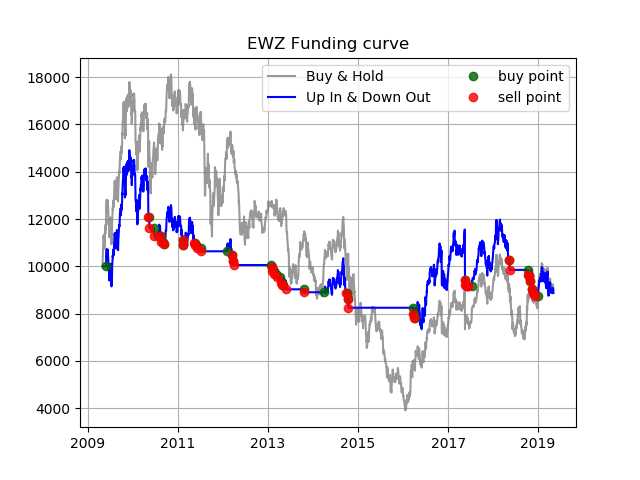 EWZ Funding curve
Buy & Hold
Up In & Down Out
buy point
sell point
18000
16000
14000
12000
10000
8000
6000
4000
2009 2011 2013 2015 2017 2019